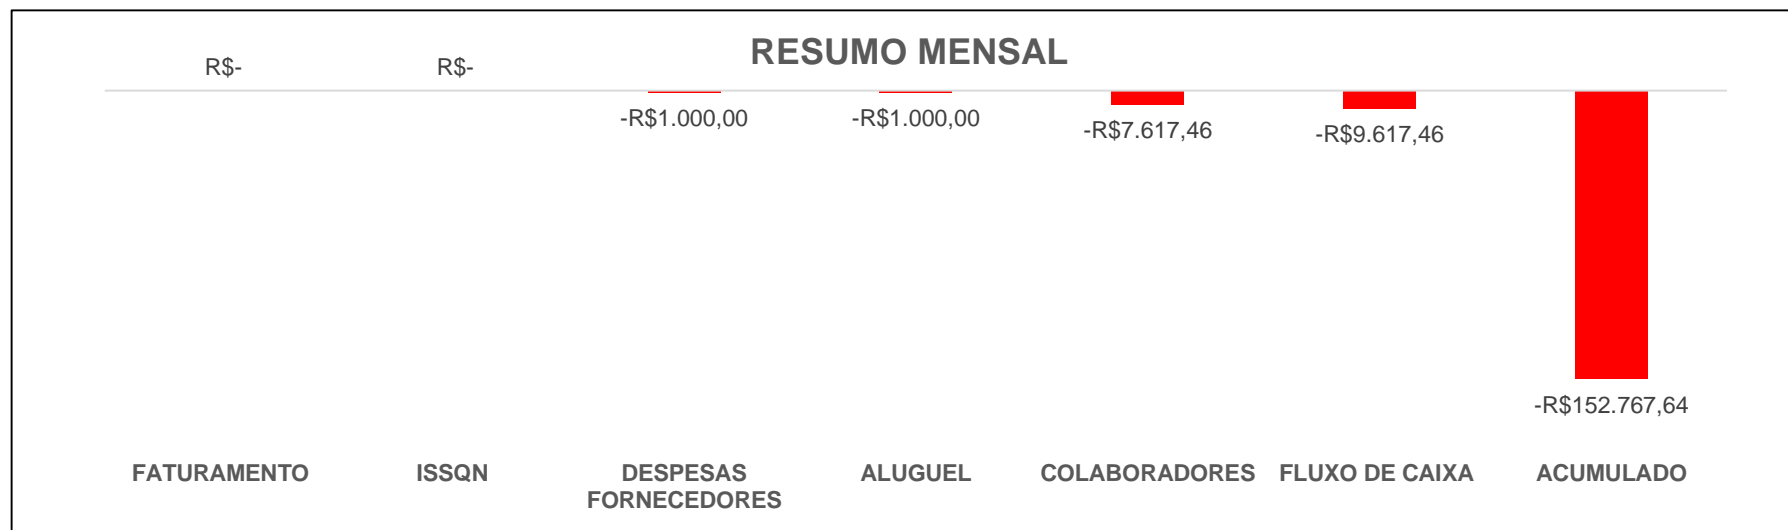 RESUMO MENSAL
R$-
R$-
-R$1.000,00
-R$1.000,00
-R$7.617,46
-R$9.617,46
-R$152.767,64
FATURAMENTO
ISSQN
DESPESAS
FORNECEDORES
ALUGUEL
COLABORADORES
FLUXO DE CAIXA
ACUMULADO